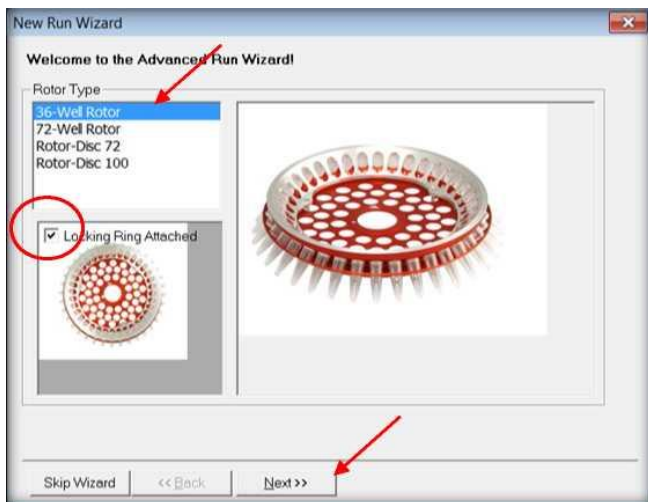 New Run Wizard
Welcome to the Advanced Run Wizard!
Rotor Type
36-Well Rotor
72-Well Rotor
Rotor-Disc 72
Rotor-Disc 100
Locking Ring Attached
Skip Wizard
<< Back
Next >>